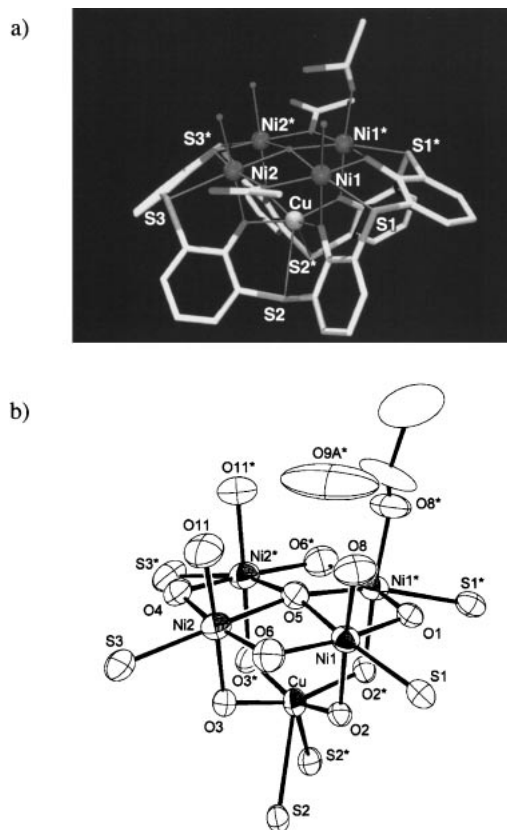 a)
Ni2* Ni1*
S3* S1*
Ni2 Ni1
Cu
S3 S1
S2*
S2
b)
O9A*
O11* O8*
O11 O6* O8
S3* Ni2* Ni1* S1*
O4 O5 O1
S3 Ni2 O6 Ni1 S1
O3* Cu O2*
O3 O2
S2*
S2